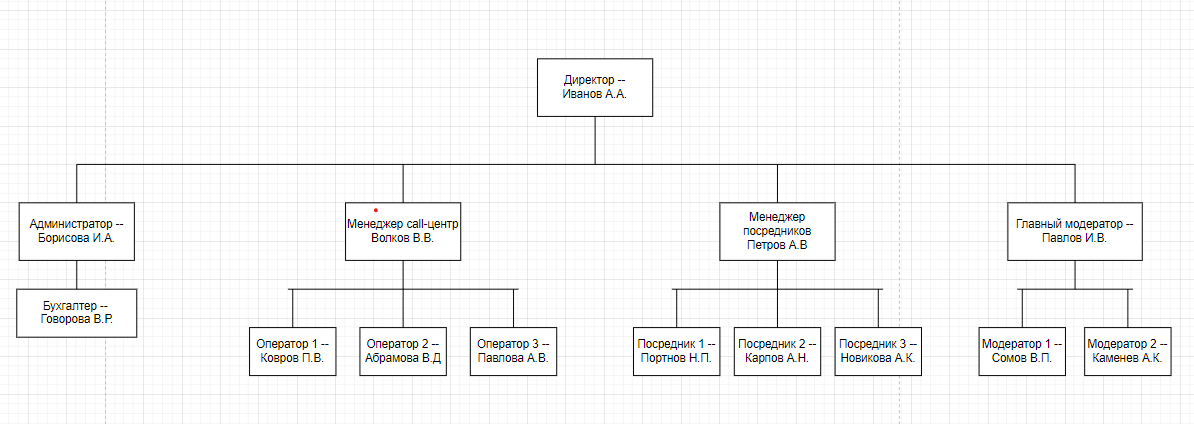 Директор --
Иванов А.А.
Администратор --
Борисова И.А.
Менеджер call-центр
Волков В.В.
Менеджер
посредников
Петров А.В
Главный модератор --
Павлов И.В.
Бухгалтер --
Говорова В.Р.
Оператор 1 --
Ковров П.В.
Оператор 2 --
Абрамова В.Д
Оператор 3 --
Павлова А.В.
Посредник 1 --
Портнов Н.П.
Посредник 2 --
Карпов А.Н.
Посредник 3 --
Новикова А.К.
Модератор 1 --
Сомов В.П.
Модератор 2 --
Каменев А.К.